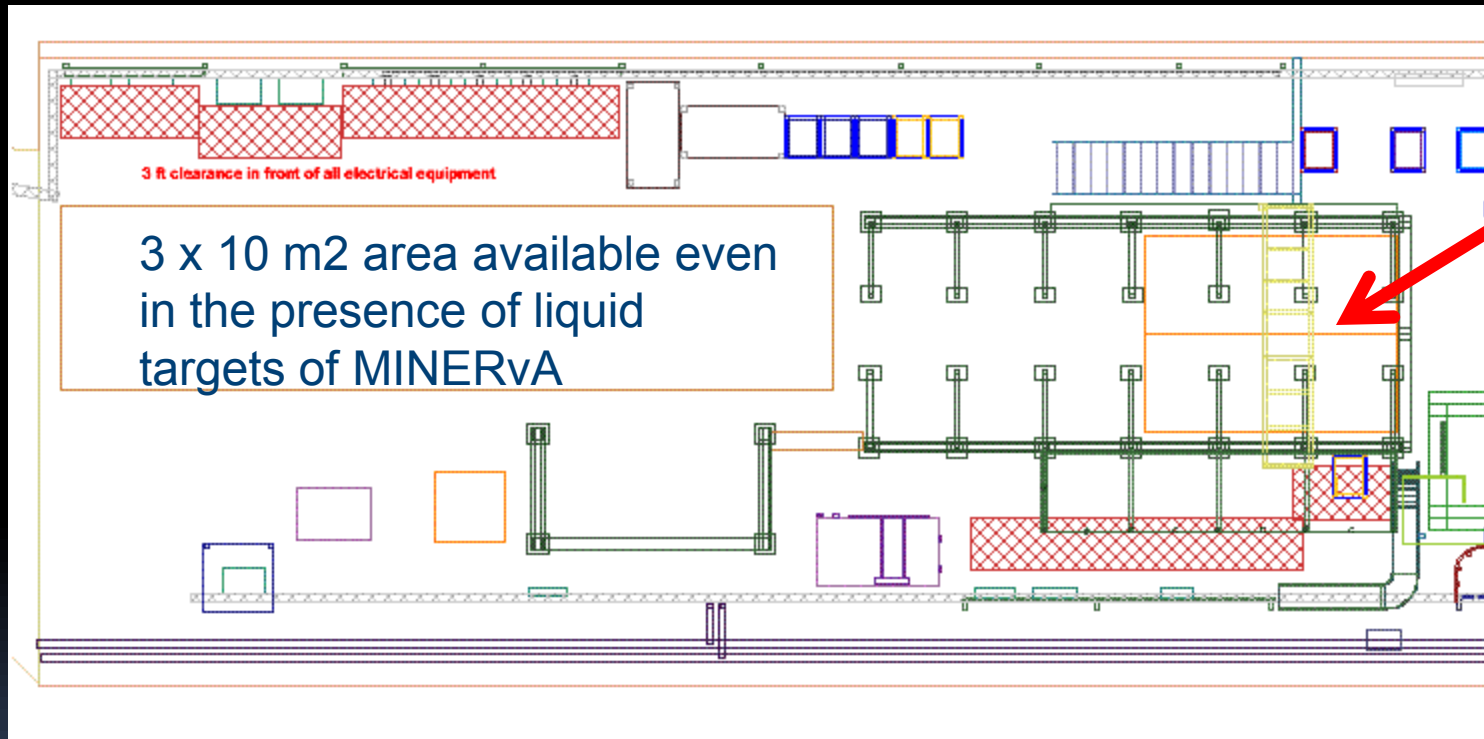 3 ft clearance in front of all electrical equipment
3 x 10 m2 area available even
in the presence of liquid
targets of MINERvA